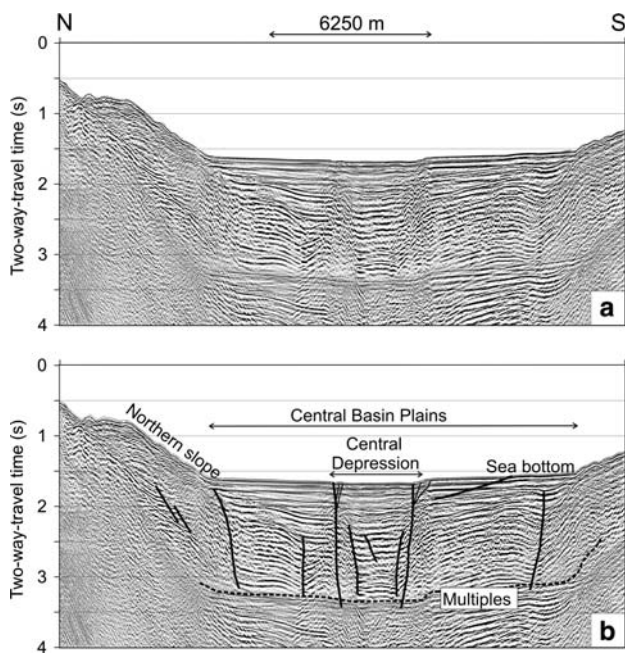 N 6250 m S
0
1
2
3
4
Two-way-travel time (s)
a
0
1
2
3
4
Two-way-travel time (s)
Northern slope
Central Basin Plains
Central
Depression
Sea bottom
Multiples
b